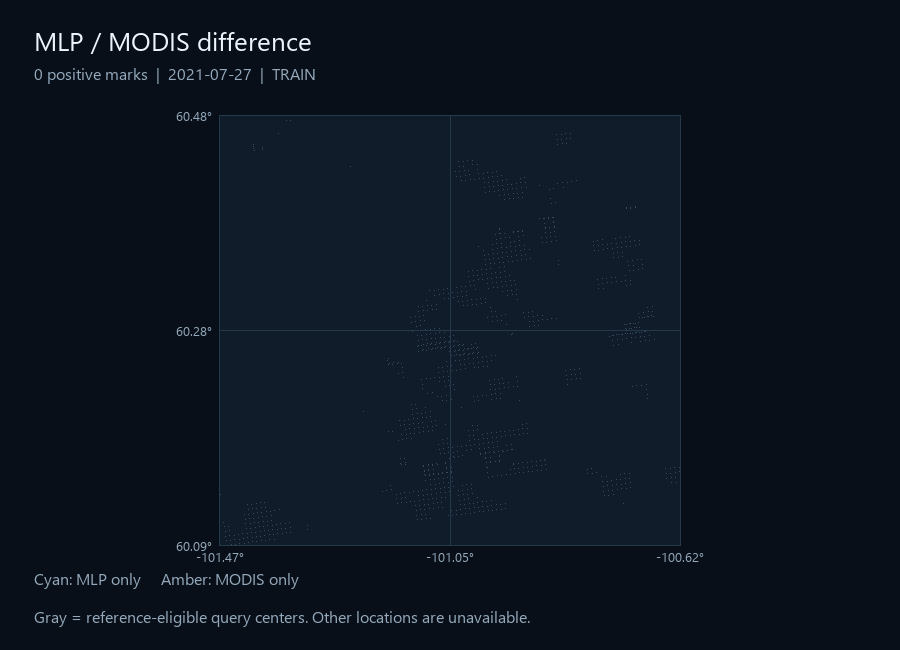 MLP / MODIS difference
0 positive marks | 2021-07-27 | TRAIN
60.48°
60.28°
60.09°
-101.47° -101.05° -100.62°
Cyan: MLP only Amber: MODIS only
Gray = reference-eligible query centers. Other locations are unavailable.